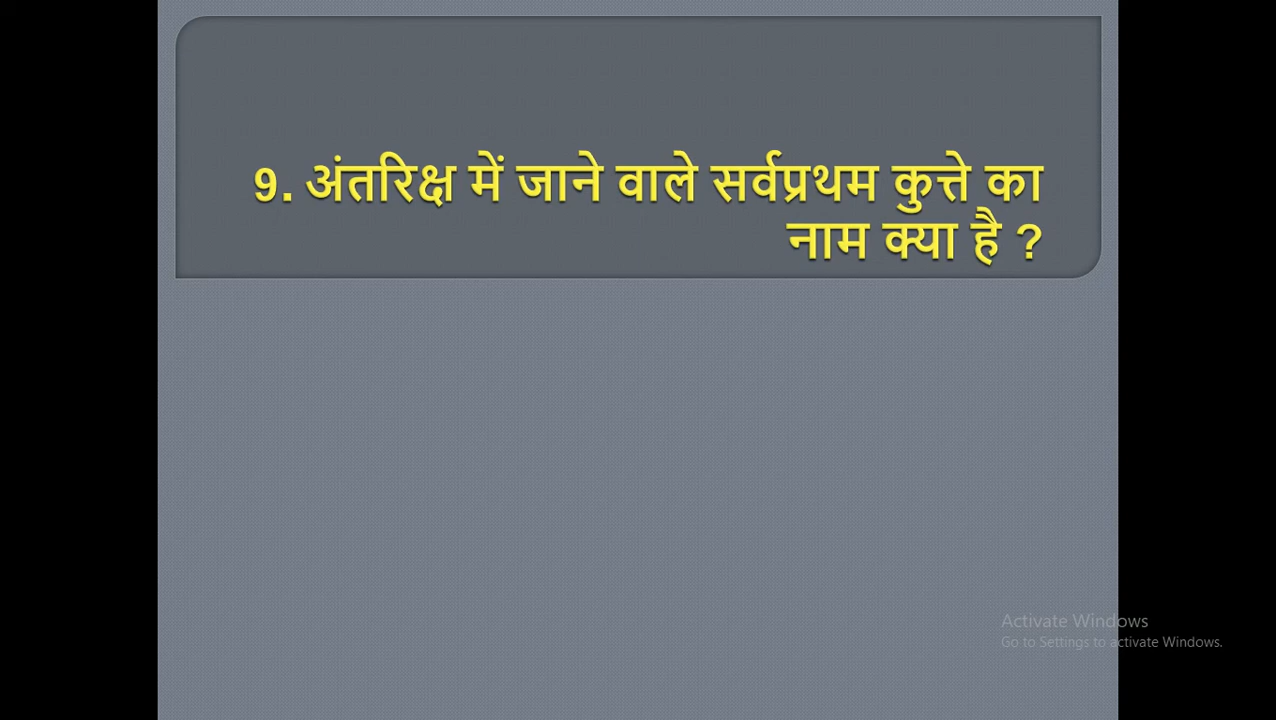 9. अंतरिक्ष में जाने वाले सर्वप्रथम कुत्ते का
नाम क्या है ?
Activate Windows
Go to Settings to activate Windows.